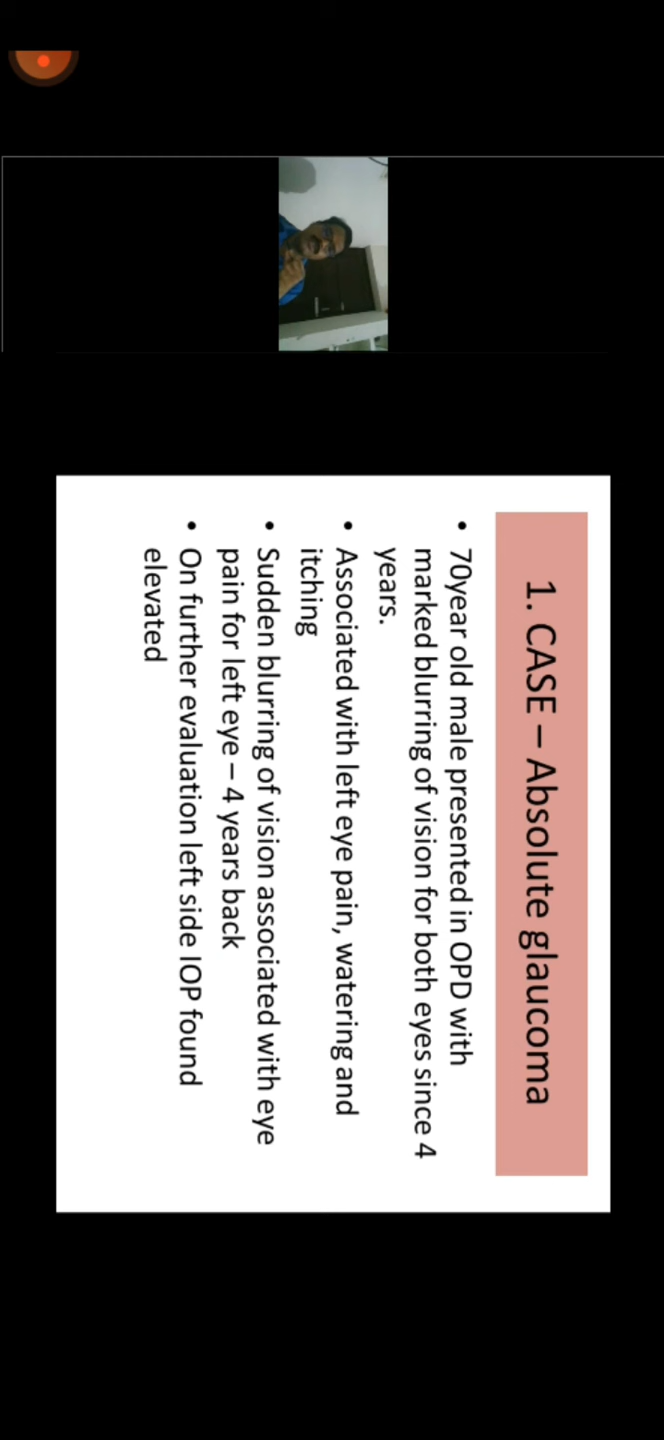 1. CASE – Absolute glaucoma
• 70year old male presented in OPD with
marked blurring of vision for both eyes since 4
years.
• Associated with left eye pain, watering and
itching
• Sudden blurring of vision associated with eye
pain for left eye – 4 years back
• On further evaluation left side IOP found
elevated